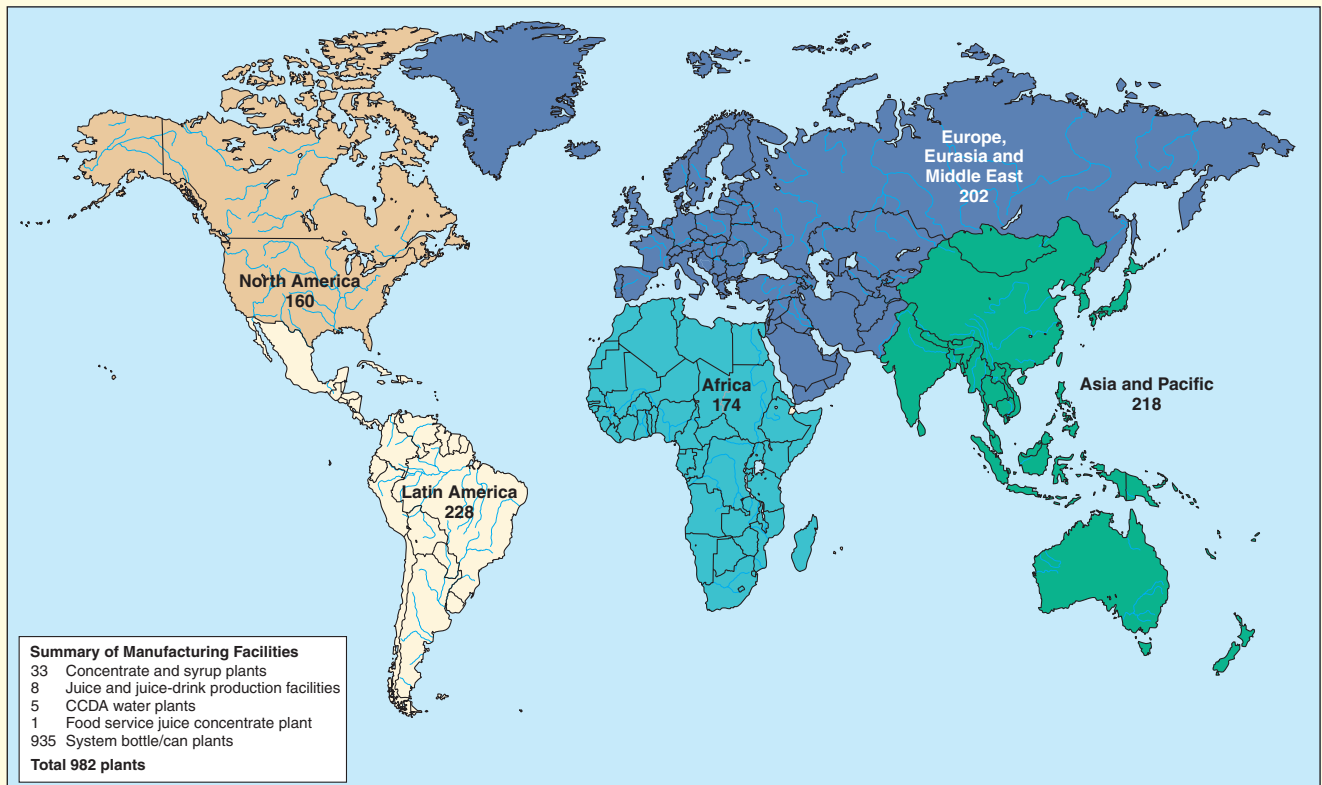 Europe,
Eurasia and
Middle East
202
North America
160
Africa
174
Asia and Pacific
218
Latin America
228
Summary of Manufacturing Facilities
33 Concentrate and syrup plants
8 Juice and juice-drink production facilities
5 CCDA water plants
1 Food service juice concentrate plant
935 System bottle/can plants
Total 982 plants